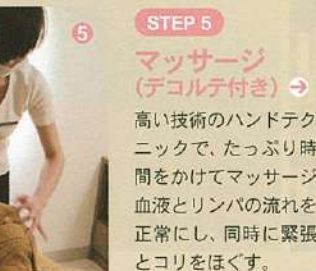 ⑤
STEP 5
マッサージ
(デコルテ付き) ➔
高い技術のハンドテク
ニックで、たっぷり時
間をかけてマッサージ
血液とリンパの流れを
正常にし、同時に緊張
とコリをほぐす。